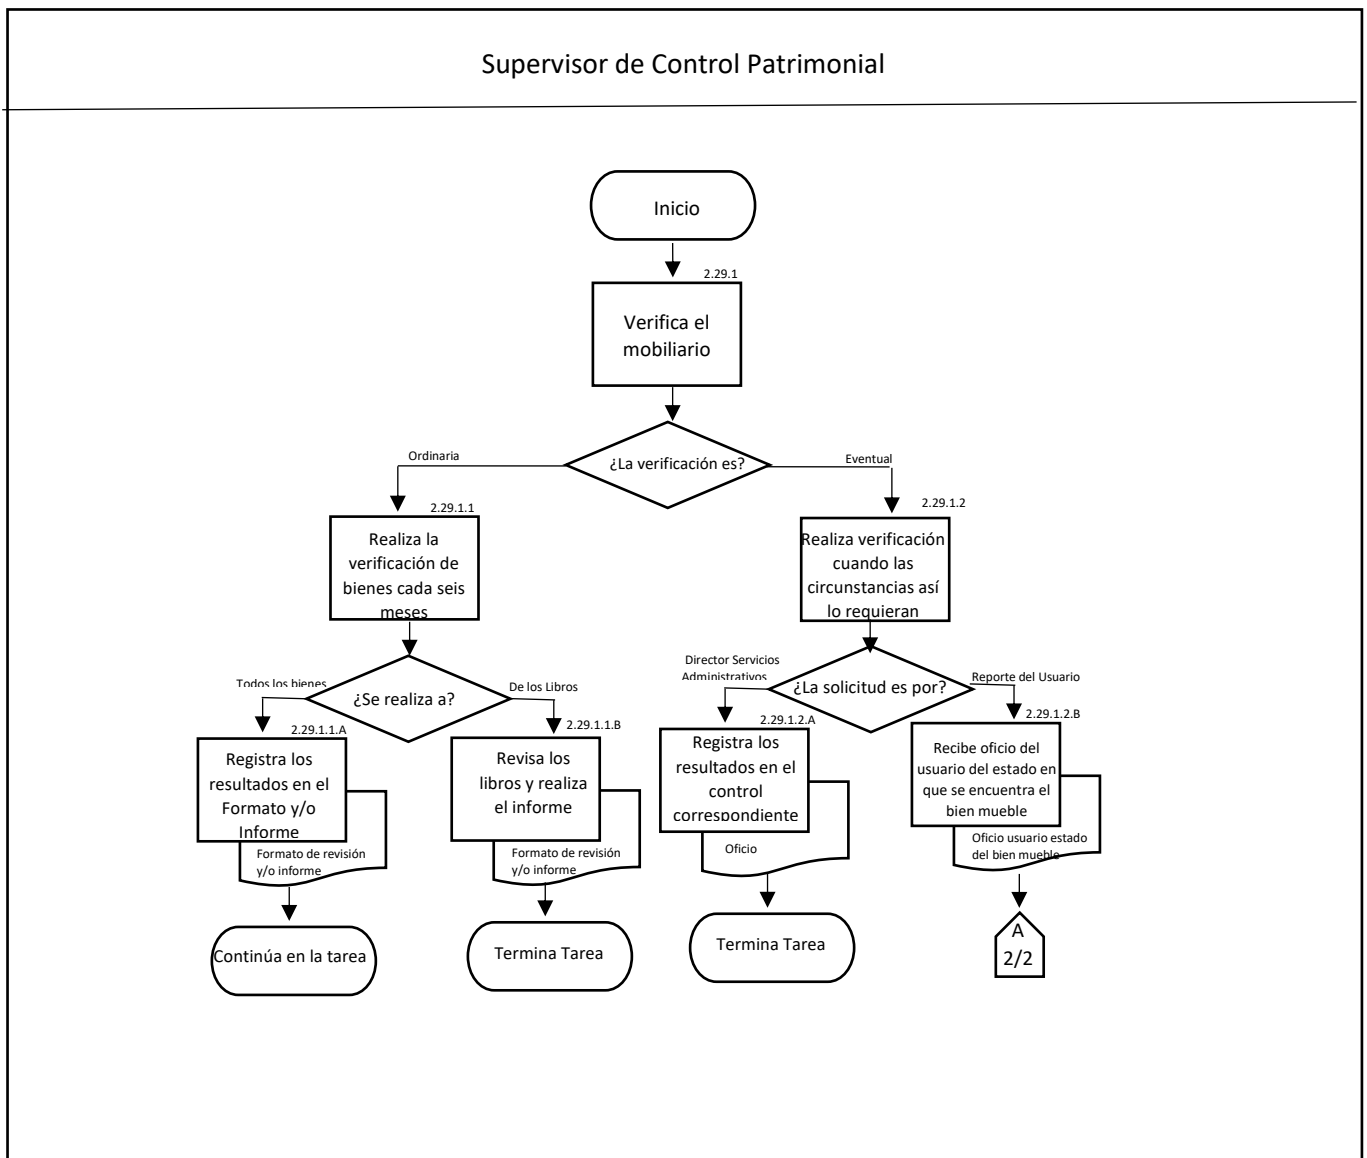 Supervisor de Control Patrimonial
Inicio
2.29.1
Verifica el
mobiliario
¿La verificación es?
Ordinaria
Eventual
2.29.1.1
Realiza la
verificación de
bienes cada seis
meses
2.29.1.2
Realiza verificación
cuando las
circunstancias así
lo requieran
¿Se realiza a?
Todos los bienes
De los Libros
¿La solicitud es por?
Director Servicios
Administrativos
Reporte del Usuario
2.29.1.1.A
Registra los
resultados en el
Formato y/o
Informe
Formato de revisión
y/o informe
2.29.1.1.B
Revisa los
libros y realiza
el informe
Formato de revisión
y/o informe
2.29.1.2.A
Registra los
resultados en el
control
correspondiente
Oficio
2.29.1.2.B
Recibe oficio del
usuario del estado en
que se encuentra el
bien mueble
Oficio usuario estado
del bien mueble
Continúa en la tarea
Termina Tarea
Termina Tarea
A
2/2